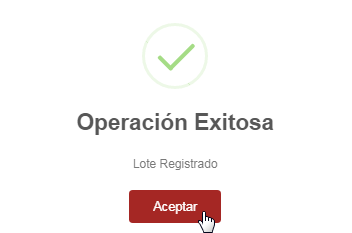 Operación Exitosa
Lote Registrado
Aceptar